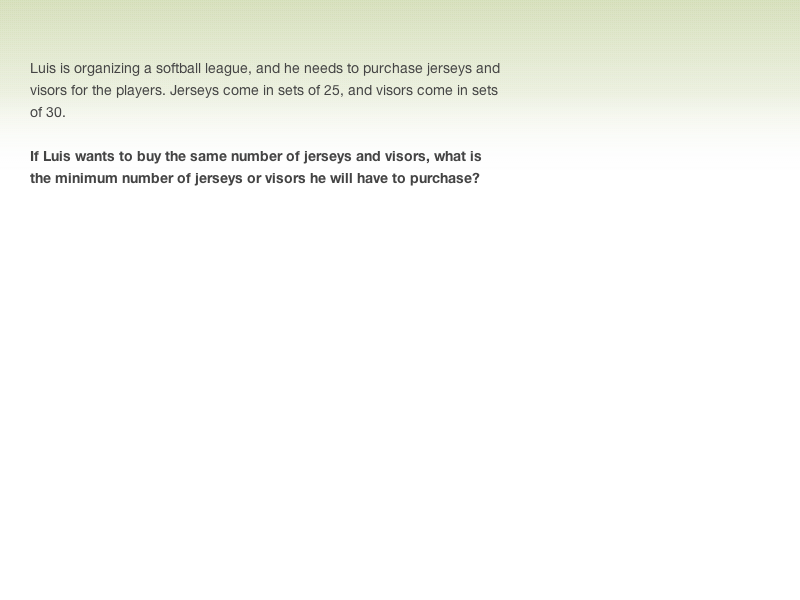 Luis is organizing a softball league, and he needs to purchase jerseys and
visors for the players. Jerseys come in sets of 25, and visors come in sets
of 30.
If Luis wants to buy the same number of jerseys and visors, what is
the minimum number of jerseys or visors he will have to purchase?